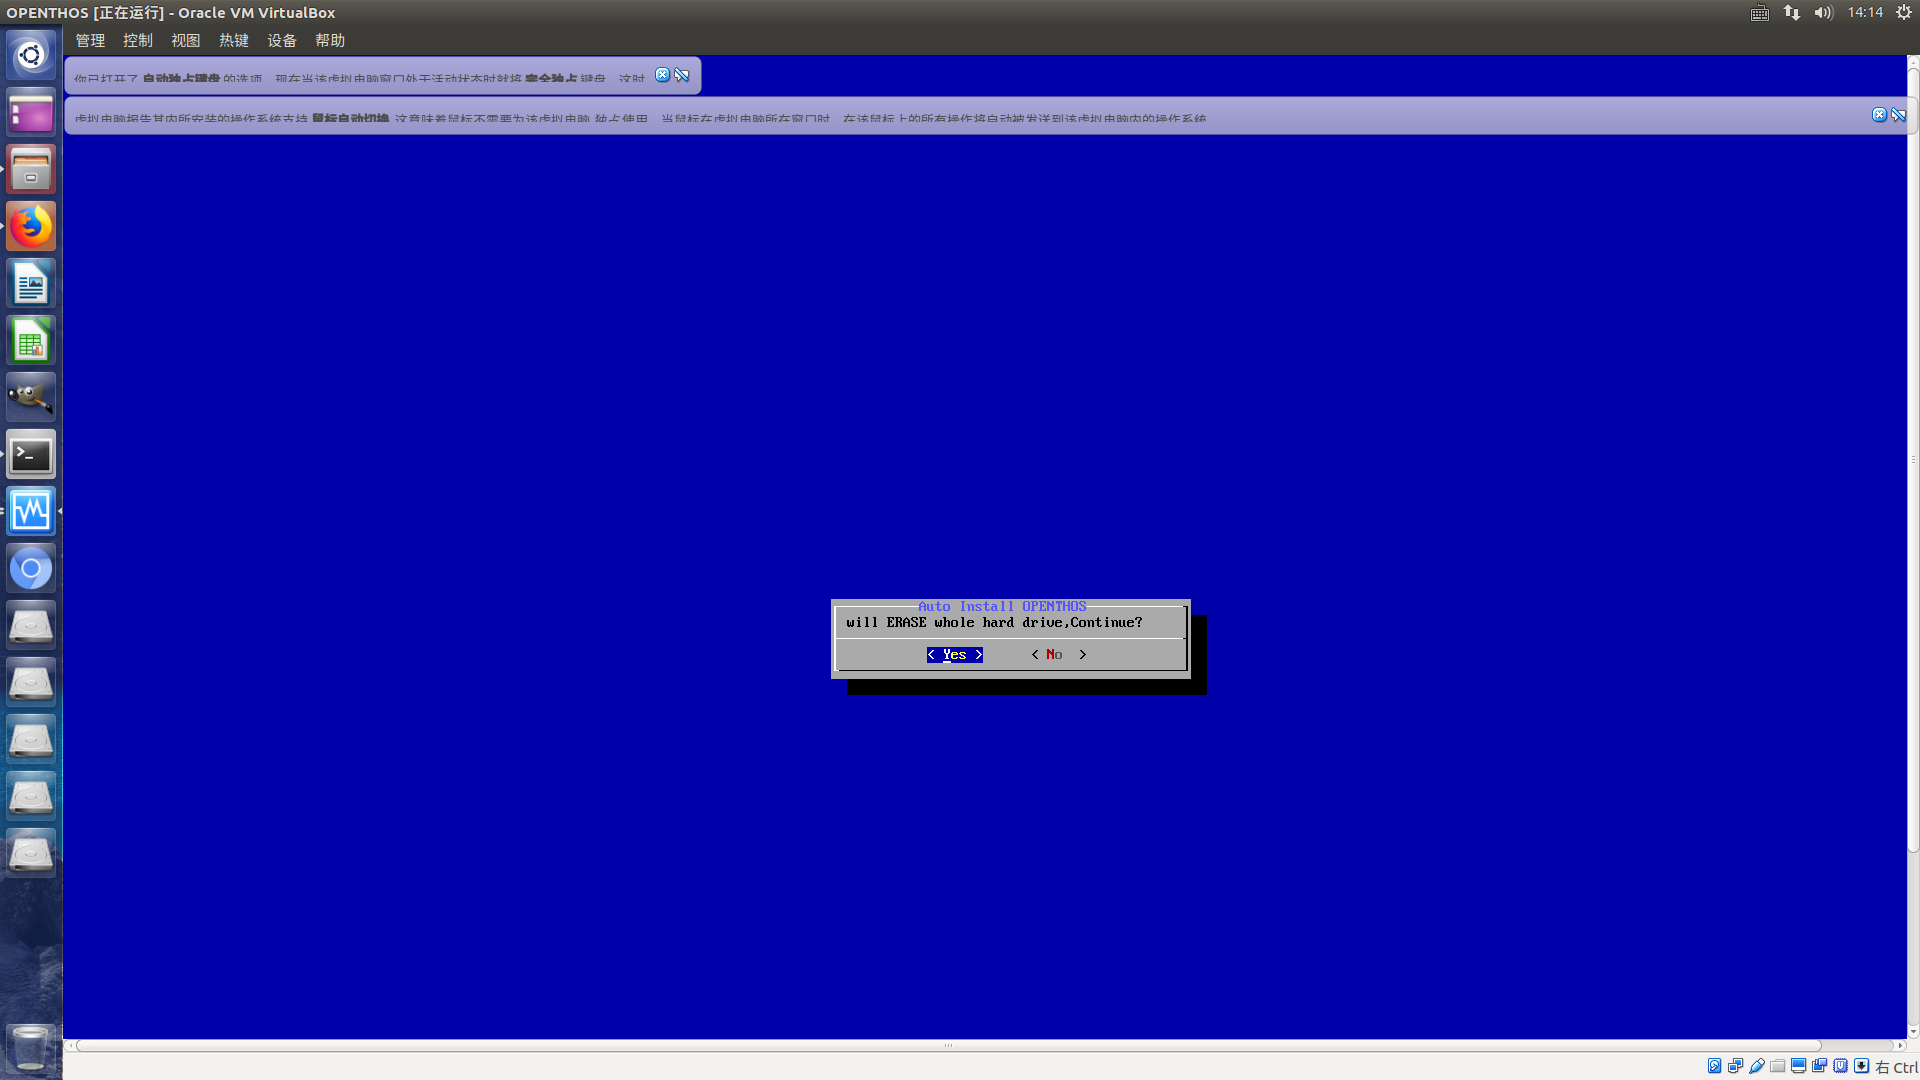 OPENTHOS [正在运行] - Oracle VM VirtualBox
14:14
管理 控制 视图 热键 设备 帮助
你已打开了 自动独占键盘 的选项。现在当该虚拟电脑窗口处于活动状态时就将 完全独占 键盘。这时
虚拟电脑报告其内所安装的操作系统支持 鼠标自动切换。这意味着鼠标不需要为该虚拟电脑 独占 使用。当鼠标在虚拟电脑所在窗口时，在该鼠标上的所有操作将自动被发送到该虚拟电脑内的操作系统
Auto Install OPENTHOS
will ERASE whole hard drive,Continue?
< Yes > < No >
右 Ctrl